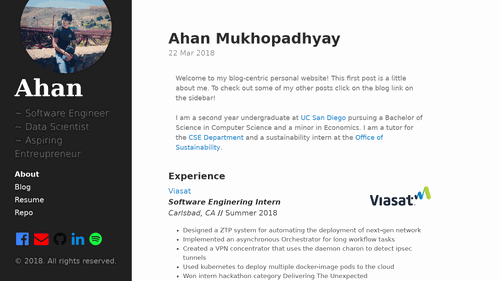 Ahan
~ Software Engineer
~ Data Scientist
~ Aspiring
Entreupreneur
About
Blog
Resume
Repo
© 2018. All rights reserved.
Ahan Mukhopadhyay
22 Mar 2018
Welcome to my blog-centric personal website! This first post is a little
about me. To check out some of my other posts click on the blog link on
the sidebar!
I am a second year undergraduate at UC San Diego pursuing a Bachelor of
Science in Computer Science and a minor in Economics. I am a tutor for
the CSE Department and a sustainability intern at the Office of
Sustainability.
Experience
Viasat
Software Enginering Intern
Carlsbad, CA // Summer 2018
Viasat
Designed a ZTP system for automating the deployment of next-gen network
Implemented an asynchronous Orchestrator for long workflow tasks
Created a VPN concentrator that uses the daemon charon to detect ipsec
tunnels
Used kubernetes to deploy multiple docker-image pods to the cloud
Won intern hackathon category Delivering The Unexpected